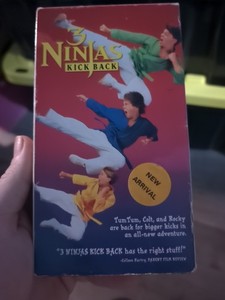 3
NINJAS
KICK BACK
NEW
ARRIVAL
TumTum, Colt, and Rocky
are back for bigger kicks in
an all-new adventure.
"3 NINJAS KICK BACK has the right stuff!"